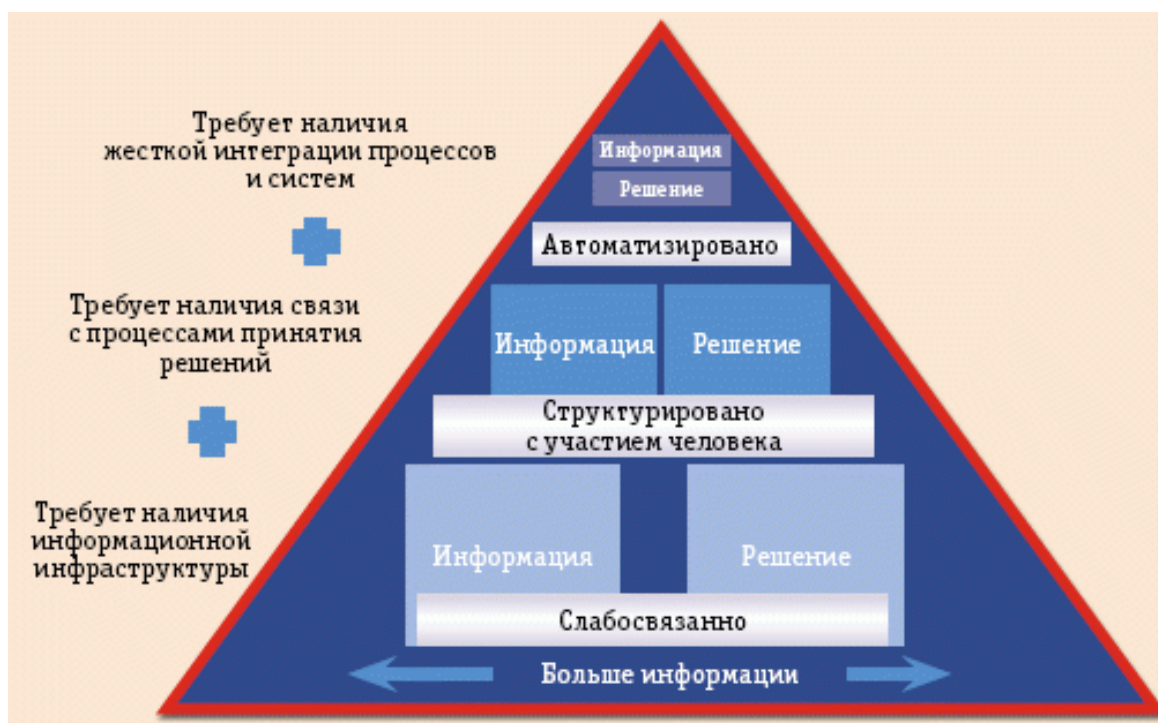 Требует наличия
жесткой интеграции процессов
и систем
Требует наличия связи
с процессами принятия
решений
Требует наличия
информационной
инфраструктуры
Информация
Решение
Автоматизировано
Информация
Решение
Структурировано
с участием человека
Информация
Решение
Слабосвязанно
Больше информации